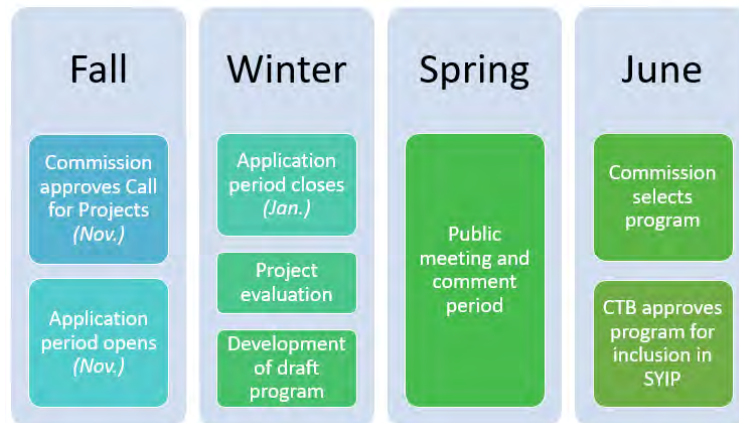 Fall
Commission
approves Call
for Projects
(Nov.)
Application
period opens
(Nov.)
Winter
Application
period closes
(Jan.)
Project
evaluation
Development
of draft
program
Spring
Public
meeting and
comment
period
June
Commission
selects
program
CTB approves
program for
inclusion in
SYIP